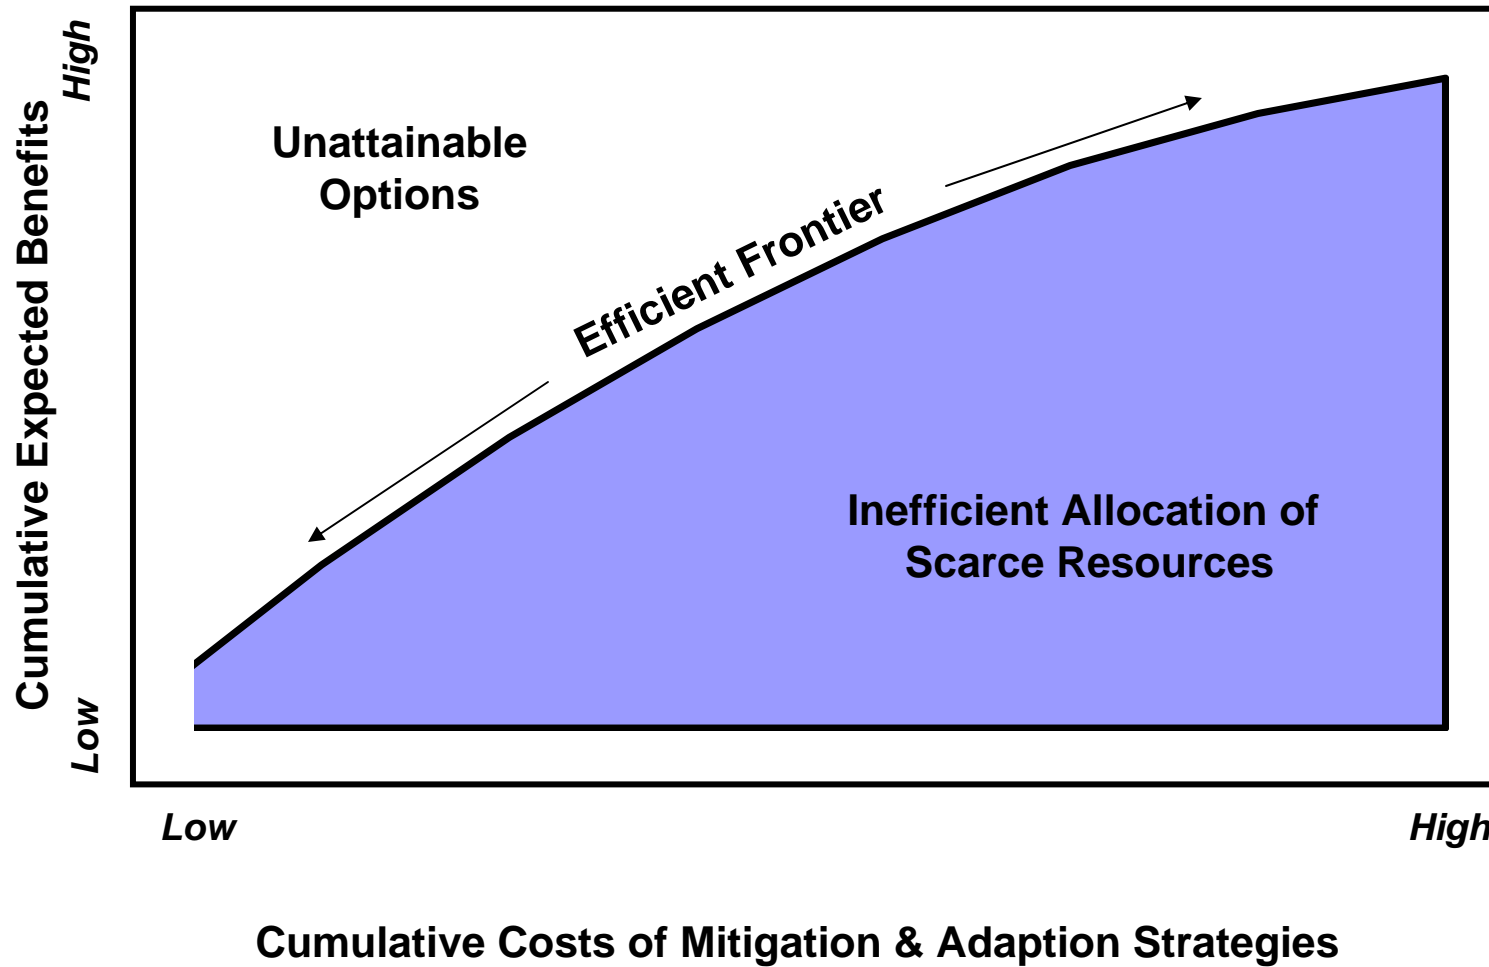 High
Cumulative Expected Benefits
Low
Unattainable
Options
Efficient Frontier
Inefficient Allocation of
Scarce Resources
Low
High
Cumulative Costs of Mitigation & Adaption Strategies